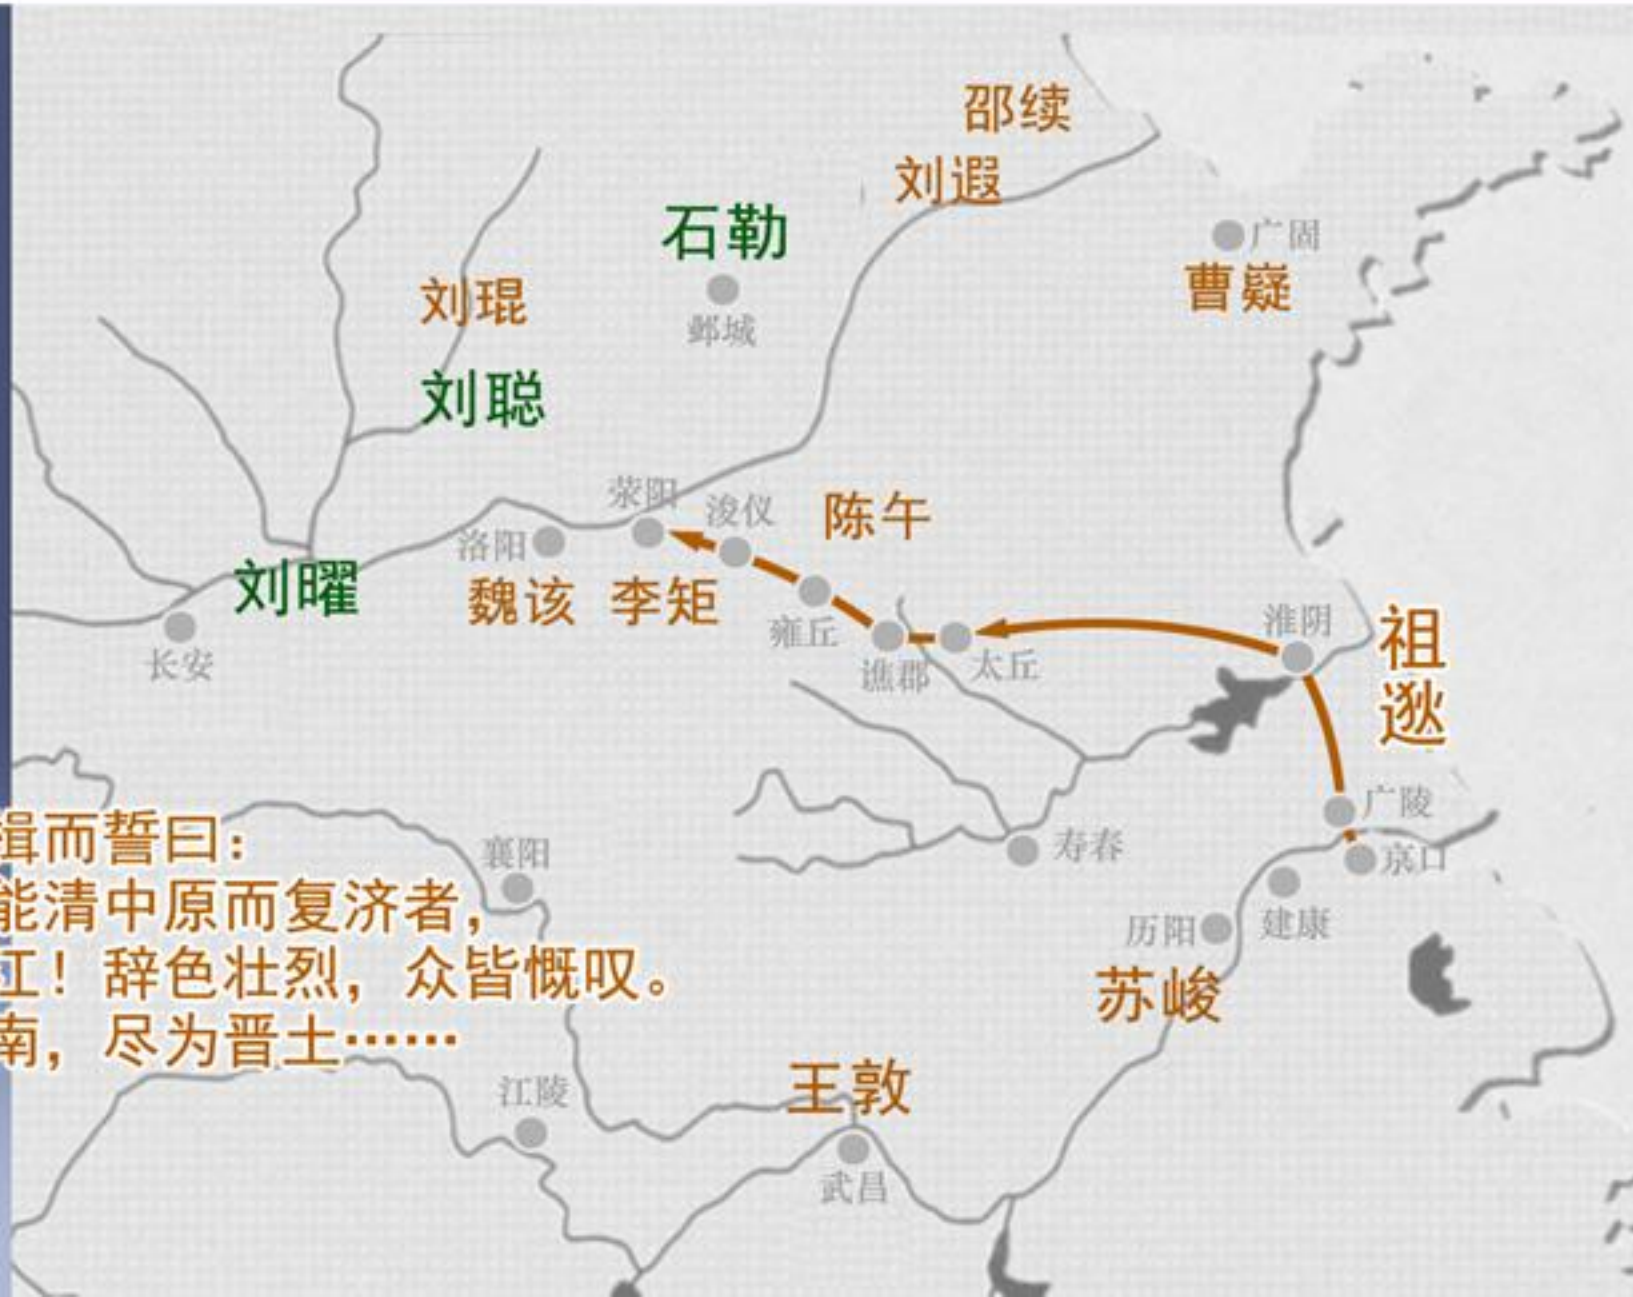 邵续
刘遐
石勒
广固
曹嶷
刘琨
邺城
刘聪
荥阳
浚仪
陈午
洛阳
刘曜
魏该
李矩
雍丘
淮阴
祖逖
长安
谯郡
太丘
广陵
楫而誓曰：
襄阳
寿春
京口
能清中原而复济者，
历阳
建康
江！辞色壮烈，众皆慨叹。
苏峻
南，尽为晋土……
江陵
王敦
武昌